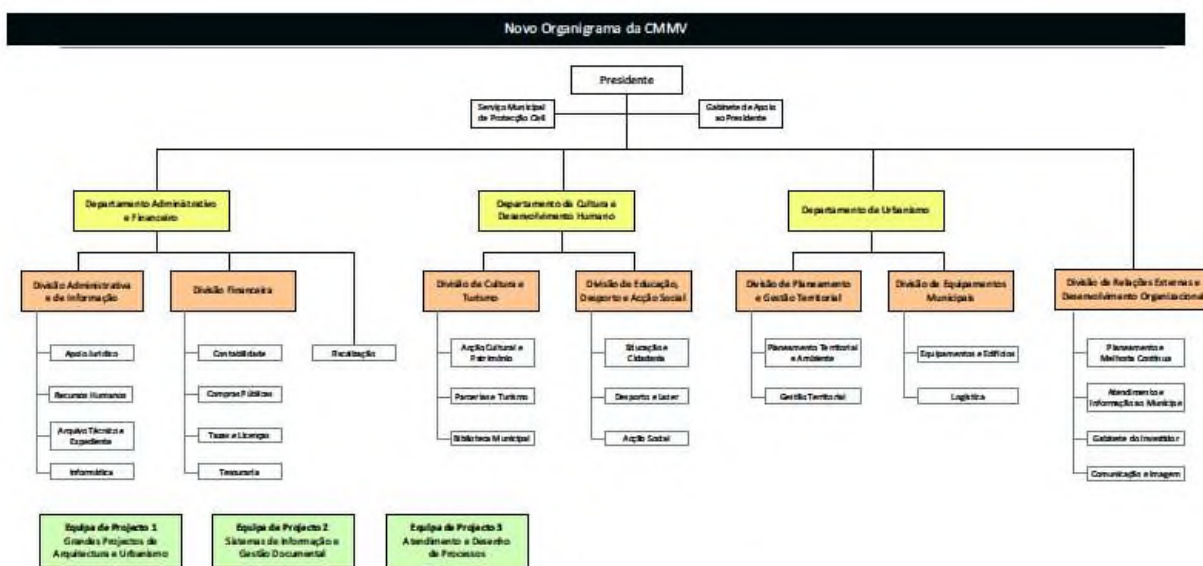 Novo Organigrama da CMMV
Presidente
Serviço Municipal
de Protecção Civil
Gabinete de Apoio
ao Presidente
Departamento Administrativo
e Financeiro
Departamento de Cultura e
Desenvolvimento Humano
Departamento de Urbanismo
Divisão Administrativa
e de Informação
Divisão Financeira
Divisão de Cultura e
Turismo
Divisão de Educação,
Desporto e Acção Social
Divisão de Planeamento
e Gestão Territorial
Divisão de Equipamentos
Municipais
Divisão de Relações Externas e
Desenvolvimento Organizacional
Apoio Jurídico
Recursos Humanos
Arquivo Técnico e
Expediente
Informática
Contabilidade
Compras Públicas
Taxas e Licenças
Tesouraria
Fiscalização
Acção Cultural e
Património
Parcerias e Turismo
Biblioteca Municipal
Educação e
Cidadania
Desporto e Lazer
Acção Social
Planeamento Territorial
e Ambiente
Gestão Territorial
Equipamentos e Edifícios
Logística
Planeamento e
Melhoria Contínua
Atendimento e
Informação ao Munícipe
Gabinete do Investidor
Comunicação e Imagem
Equipa de Projecto 1
Grandes Projectos de
Arquitectura e Urbanismo
Equipa de Projecto 2
Sistemas de Informação e
Gestão Documental
Equipa de Projecto 3
Atendimento e Desenho
de Processos